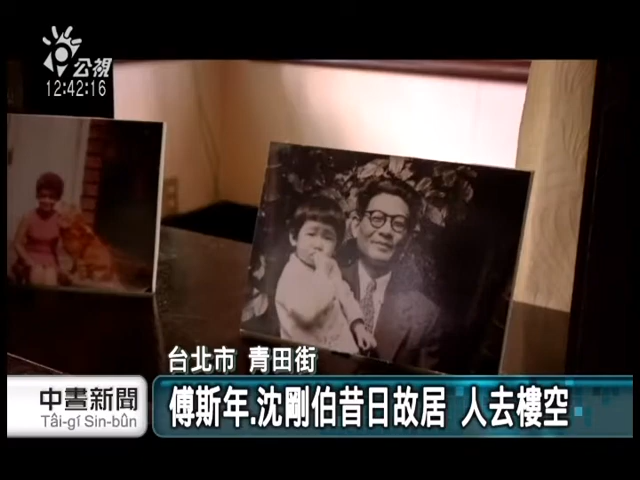 公視
12:42:16
台北市 青田街
中晝新聞
Tâi-gí Sin-bûn
傅斯年.沈剛伯昔日故居 人去樓空